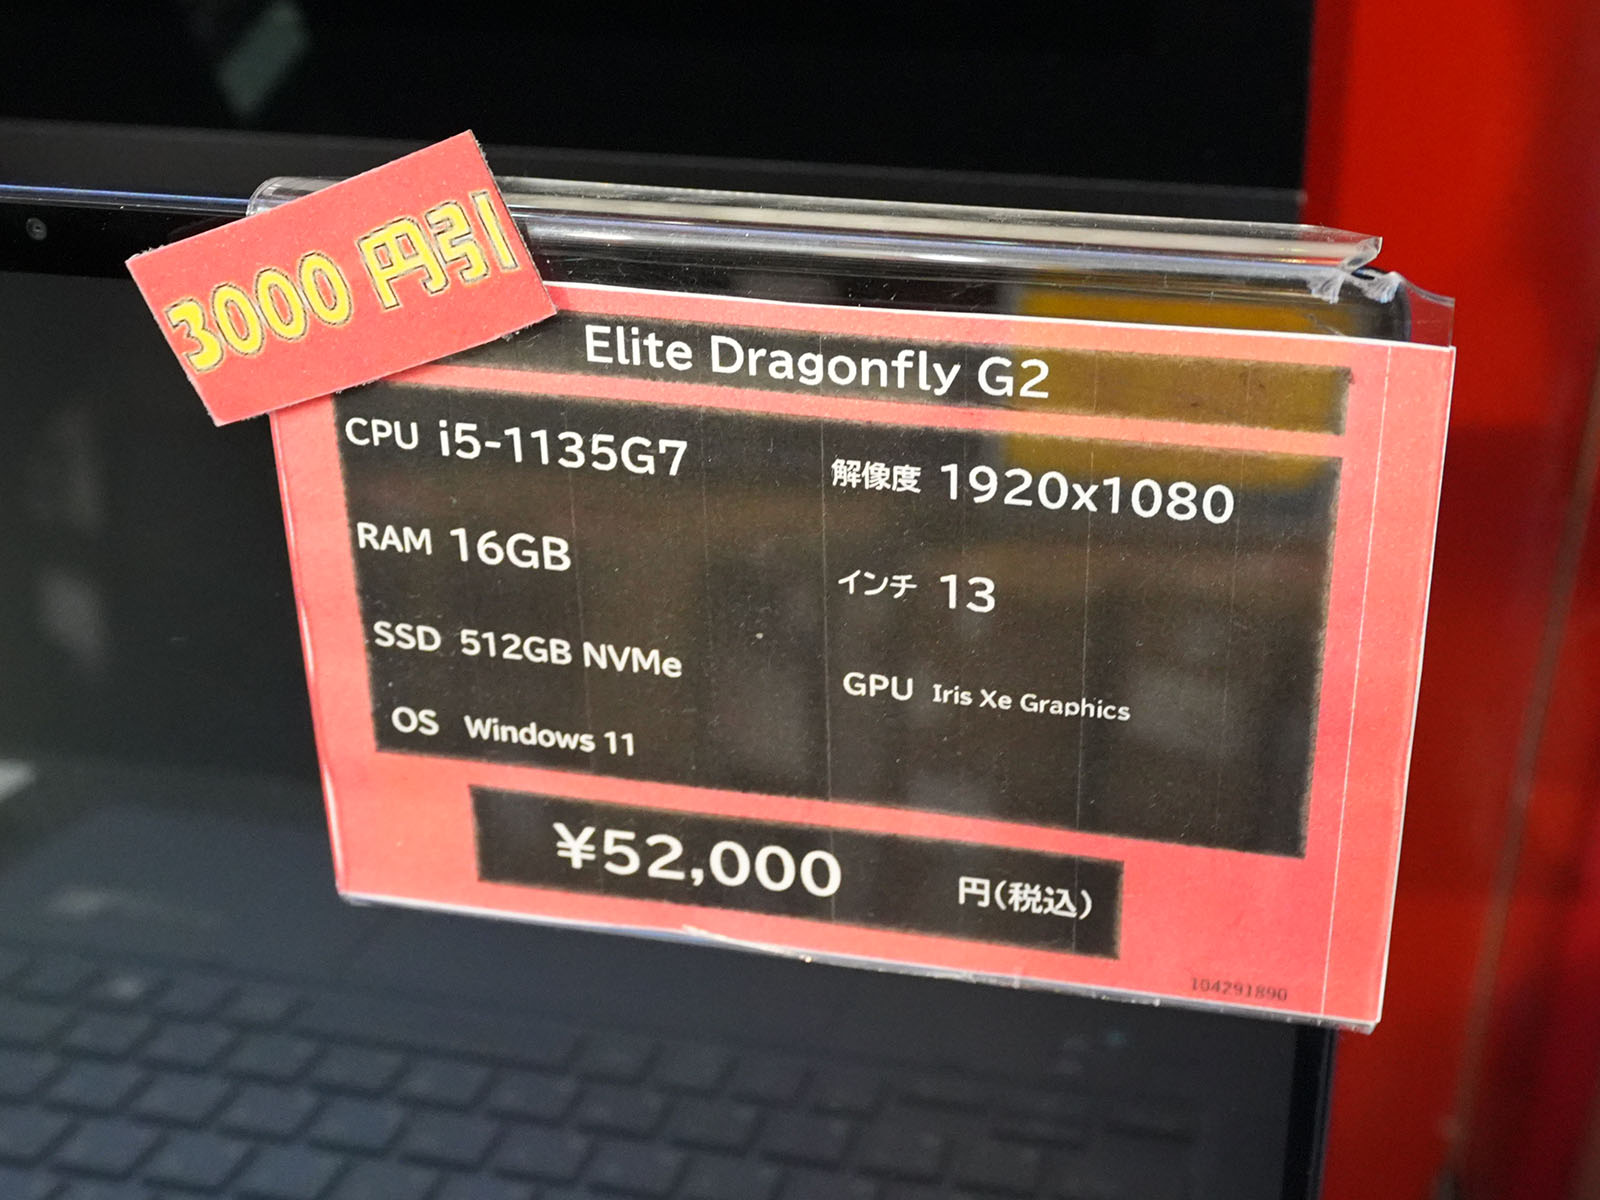 3000 円引
Elite Dragonfly G2
CPU i5-1135G7
RAM 16GB
SSD 512GB NVMe
OS Windows 11
解像度 1920x1080
インチ 13
GPU Iris Xe Graphics
¥52,000 円(税込)
104291890